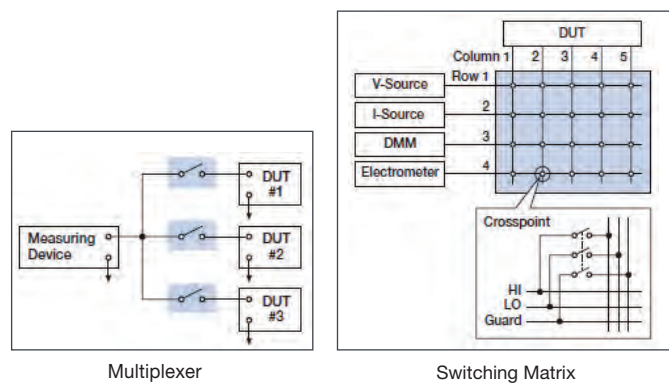 DUT
#1
Measuring
Device
DUT
#2
DUT
#3
Multiplexer
DUT
Column 1 2 3 4 5
Row 1
V-Source
I-Source 2
DMM 3
Electrometer 4
Crosspoint
HI
LO
Guard
Switching Matrix